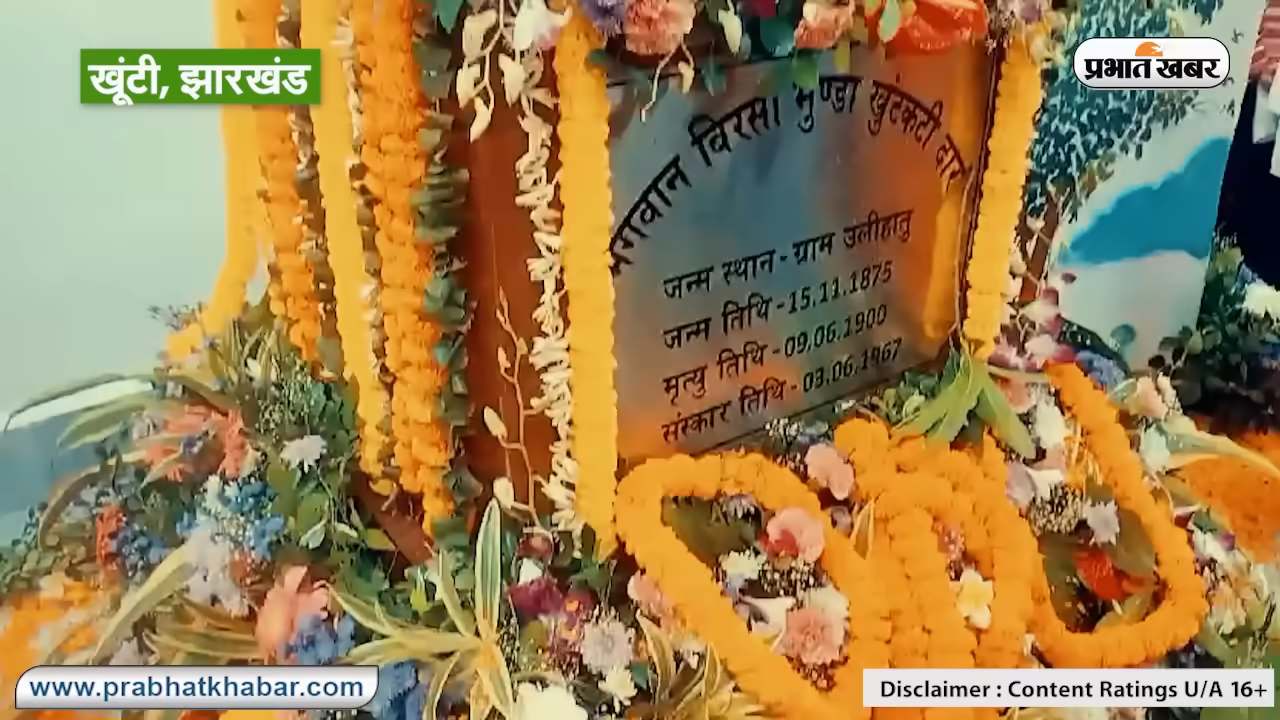 खूंटी, झारखंड
प्रभात खबर
भगवान बिरसा मुण्डा खुंटकटी दार
जन्म स्थान - ग्राम उलीहातु
जन्म तिथि - 15.11.1875
मृत्यु तिथि - 09.06.1900
संस्कार तिथि - 03.06.1967
www.prabhatkhabar.com
Disclaimer : Content Ratings U/A 16+